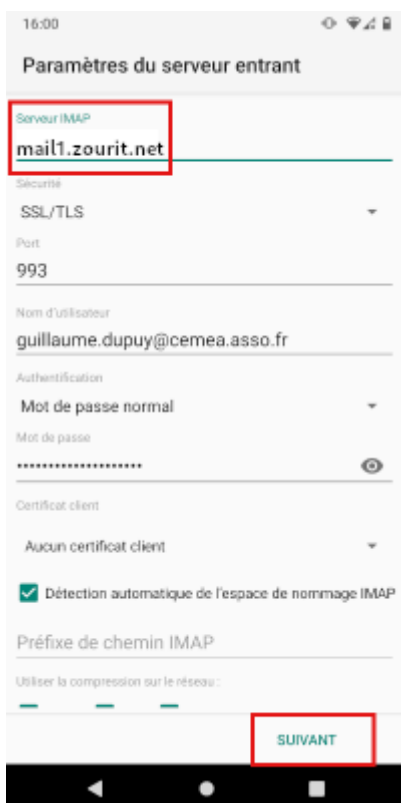 16:00
Paramètres du serveur entrant
Serveur IMAP
mail1.zourit.net
Sécurité
SSL/TLS
Port
993
Nom d'utilisateur
guillaume.dupuy@cemea.asso.fr
Authentification
Mot de passe normal
Mot de passe
••••••••••••••••••••
Certificat client
Aucun certificat client
Détection automatique de l'espace de nommage IMAP
Préfixe de chemin IMAP
Utiliser la compression sur le réseau :
SUIVANT